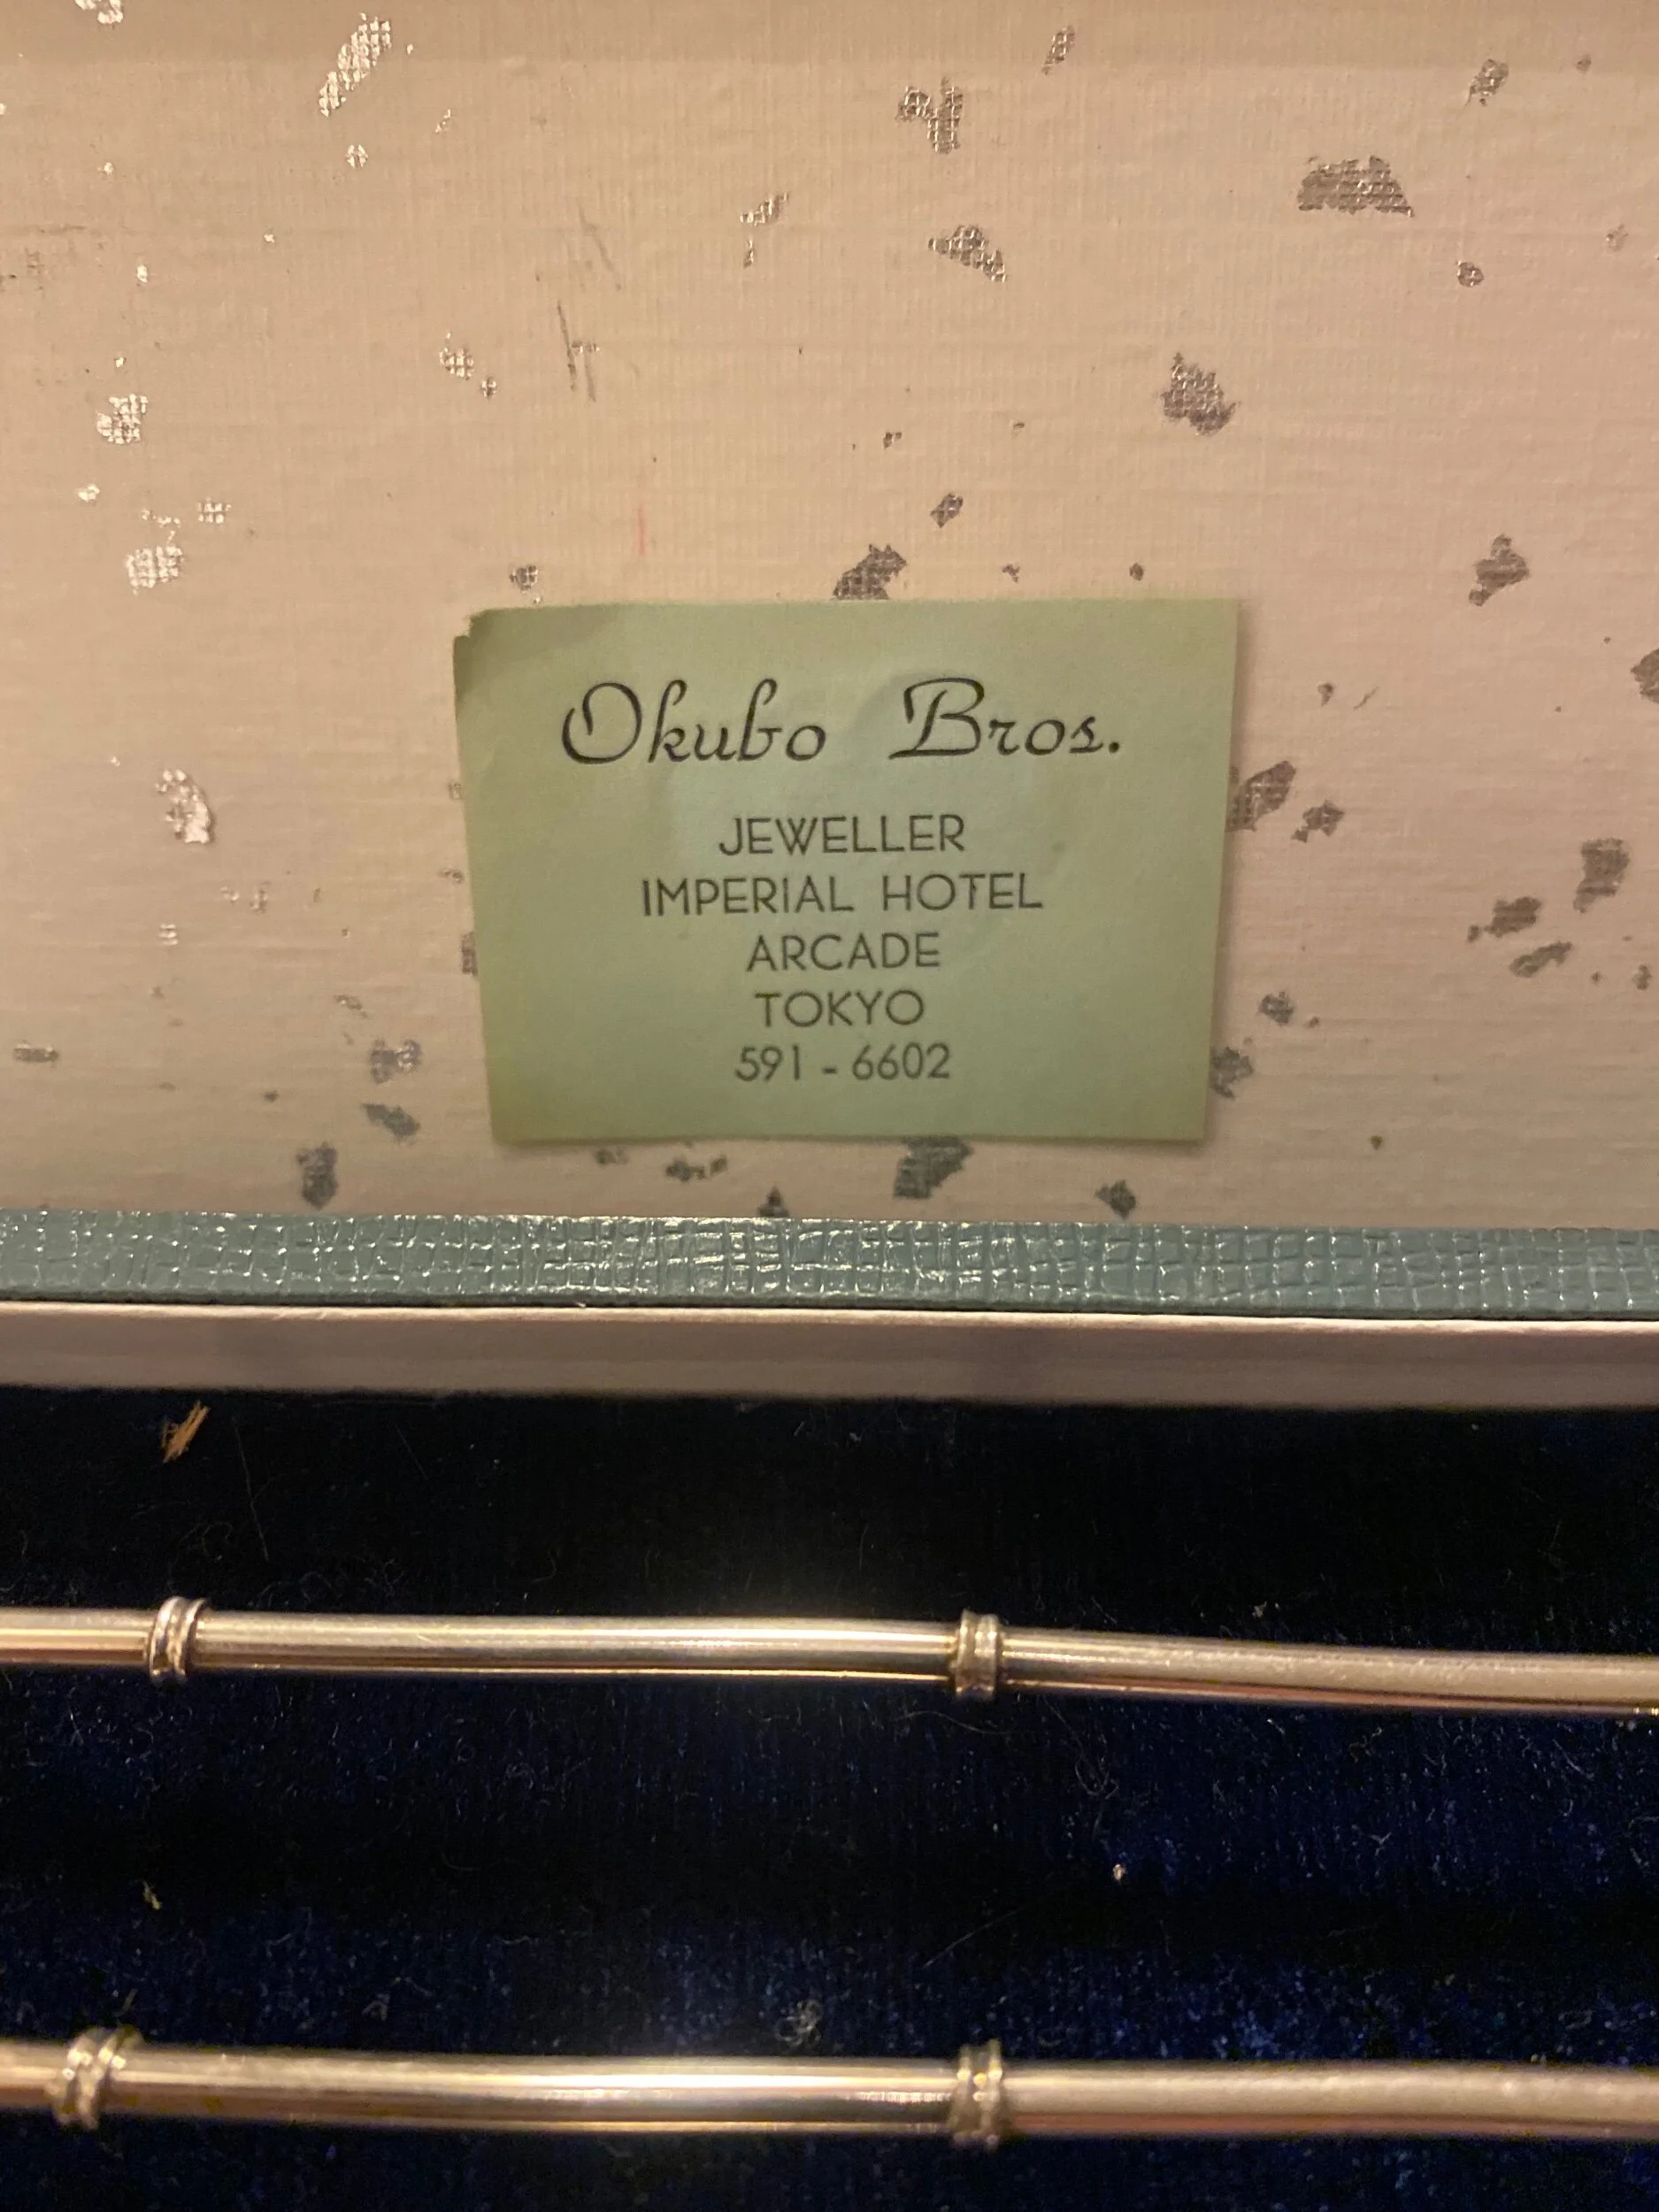 Okubo Bros.
JEWELLER
IMPERIAL HOTEL
ARCADE
TOKYO
591 - 6602